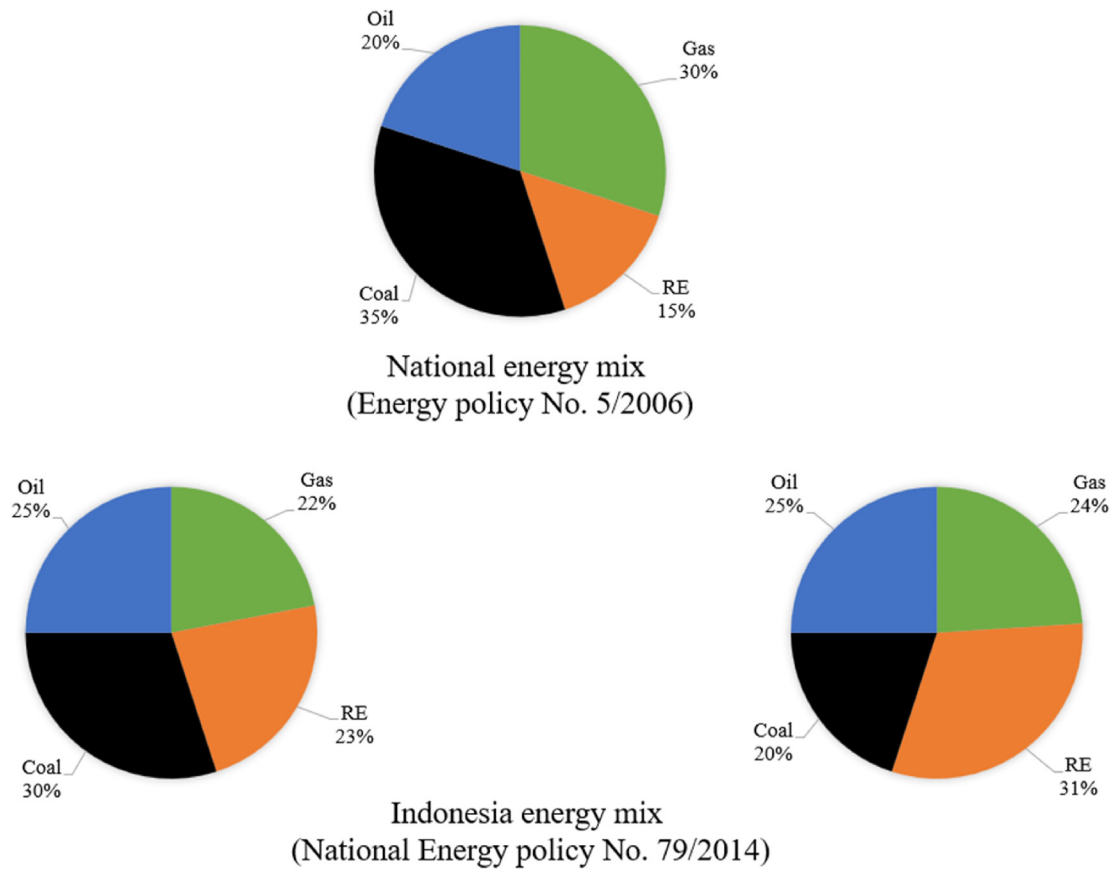 Oil
20%
Gas
30%
Coal
35%
RE
15%
National energy mix
(Energy policy No. 5/2006)
Oil
25%
Gas
22%
RE
23%
Coal
30%
Oil
25%
Gas
24%
Coal
20%
RE
31%
Indonesia energy mix
(National Energy policy No. 79/2014)